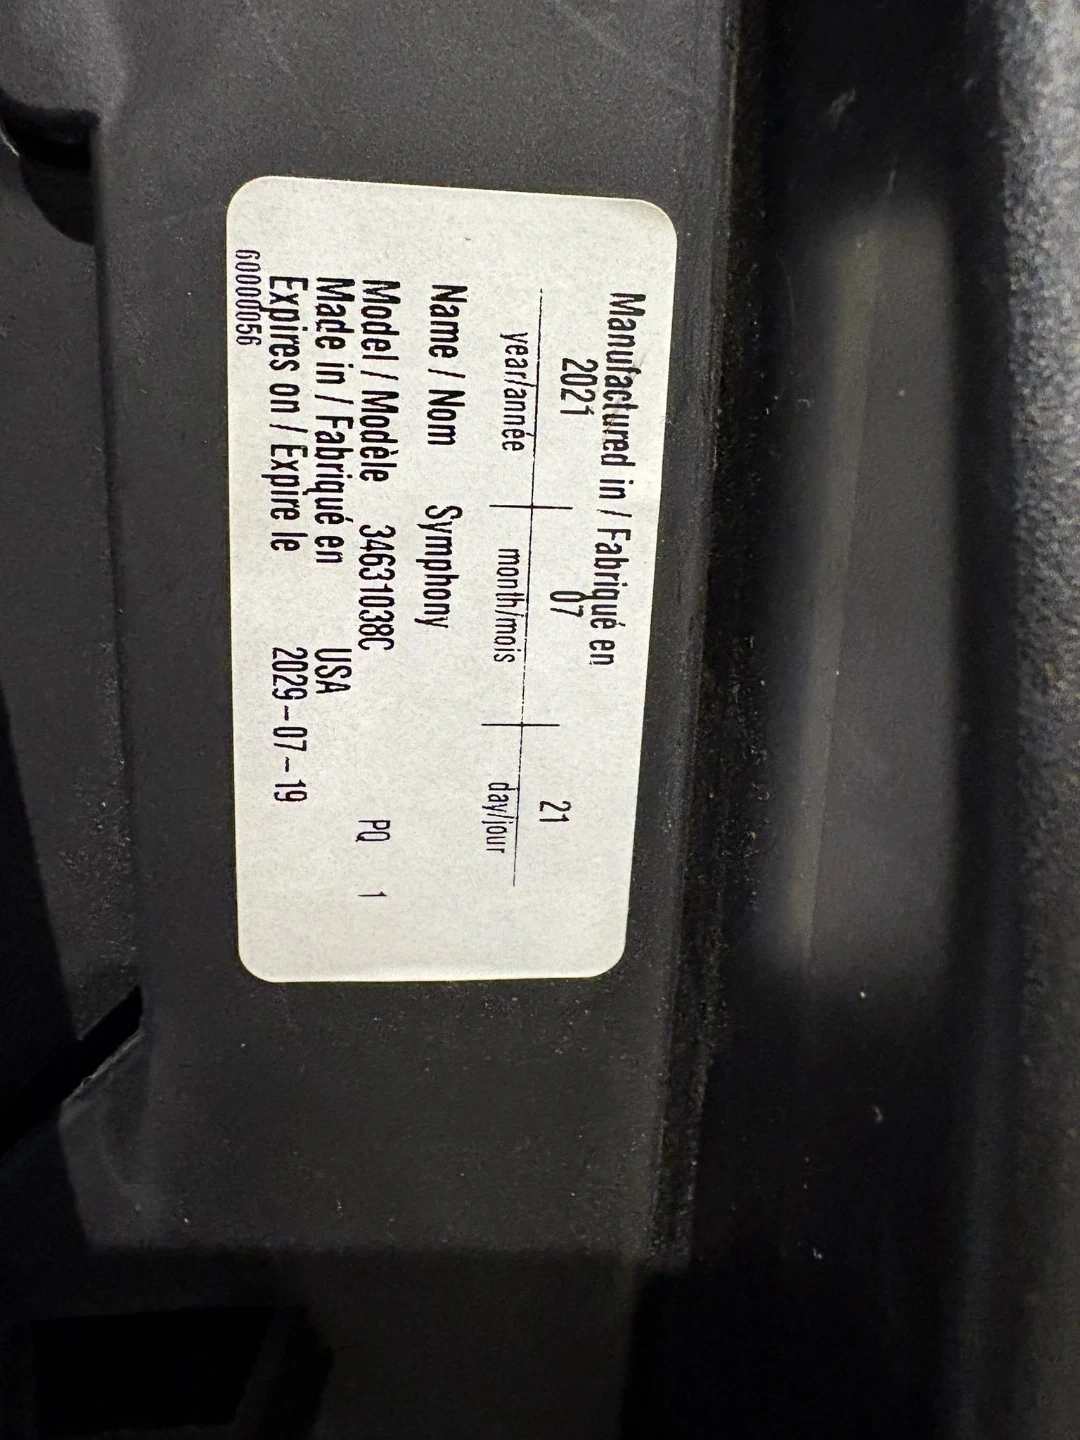 Manufactured in / Fabriqué en
2021 07 21
year/année month/mois day/jour
Name / Nom Symphony
Model / Modèle 34631038C PQ 1
Made in / Fabriqué en USA
Expires on / Expire le 2029-07-19
60000056